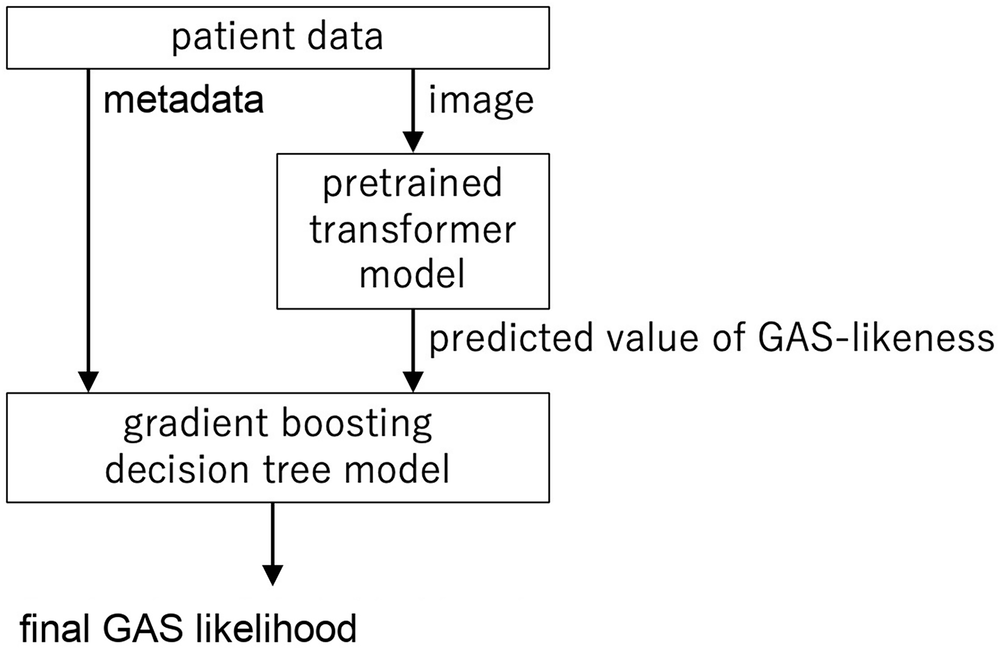 patient data
metadata
image
pretrained
transformer
model
predicted value of GAS-likeness
gradient boosting
decision tree model
final GAS likelihood